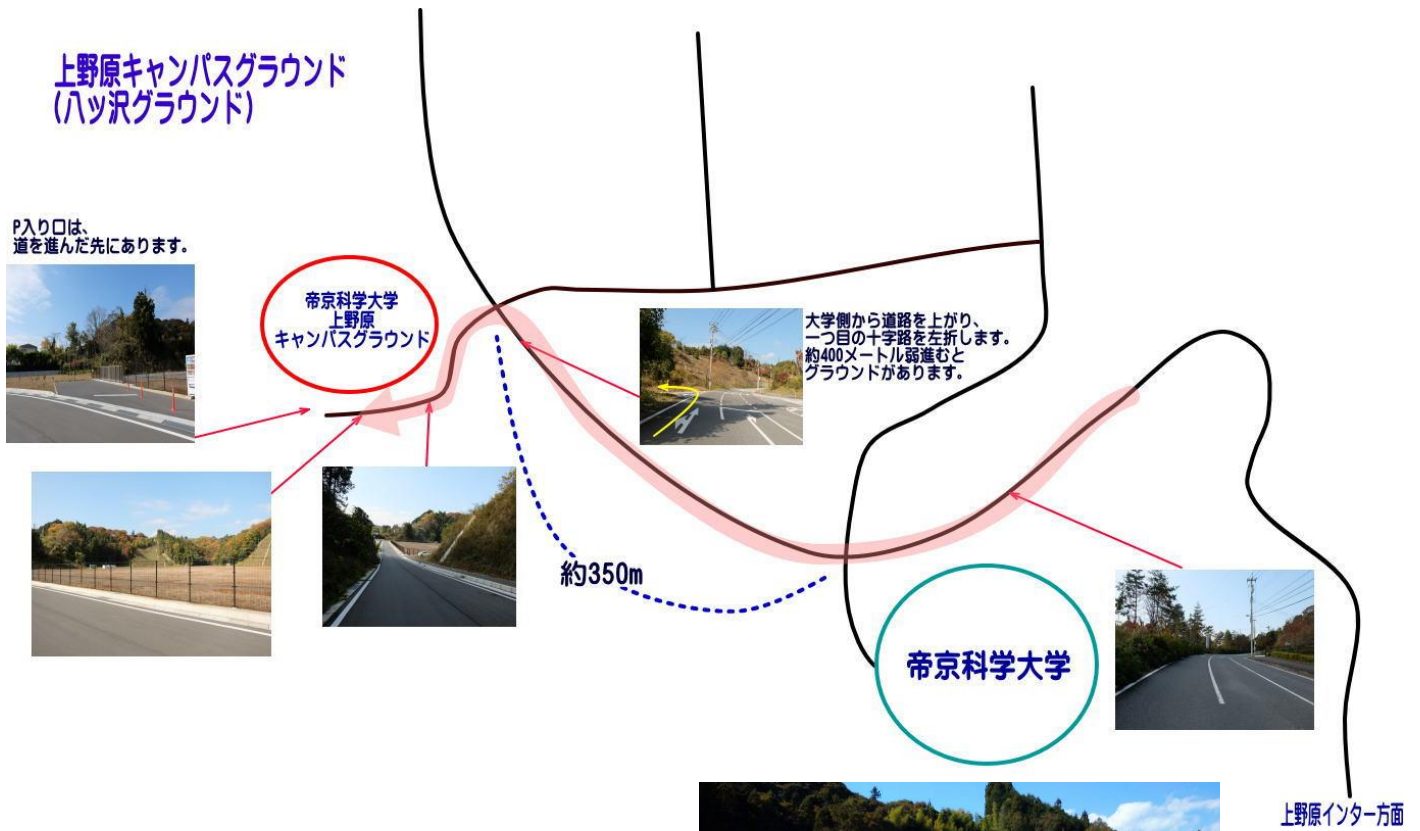 上野原キャンパスグラウンド
(八ッ沢グラウンド)
P入り口は、
道を進んだ先にあります。
帝京科学大学
上野原
キャンパスグラウンド
大学側から道路を上がり、
一つ目の十字路を左折します。
約400メートル弱進むと
グラウンドがあります。
約350m
帝京科学大学
上野原インター方面